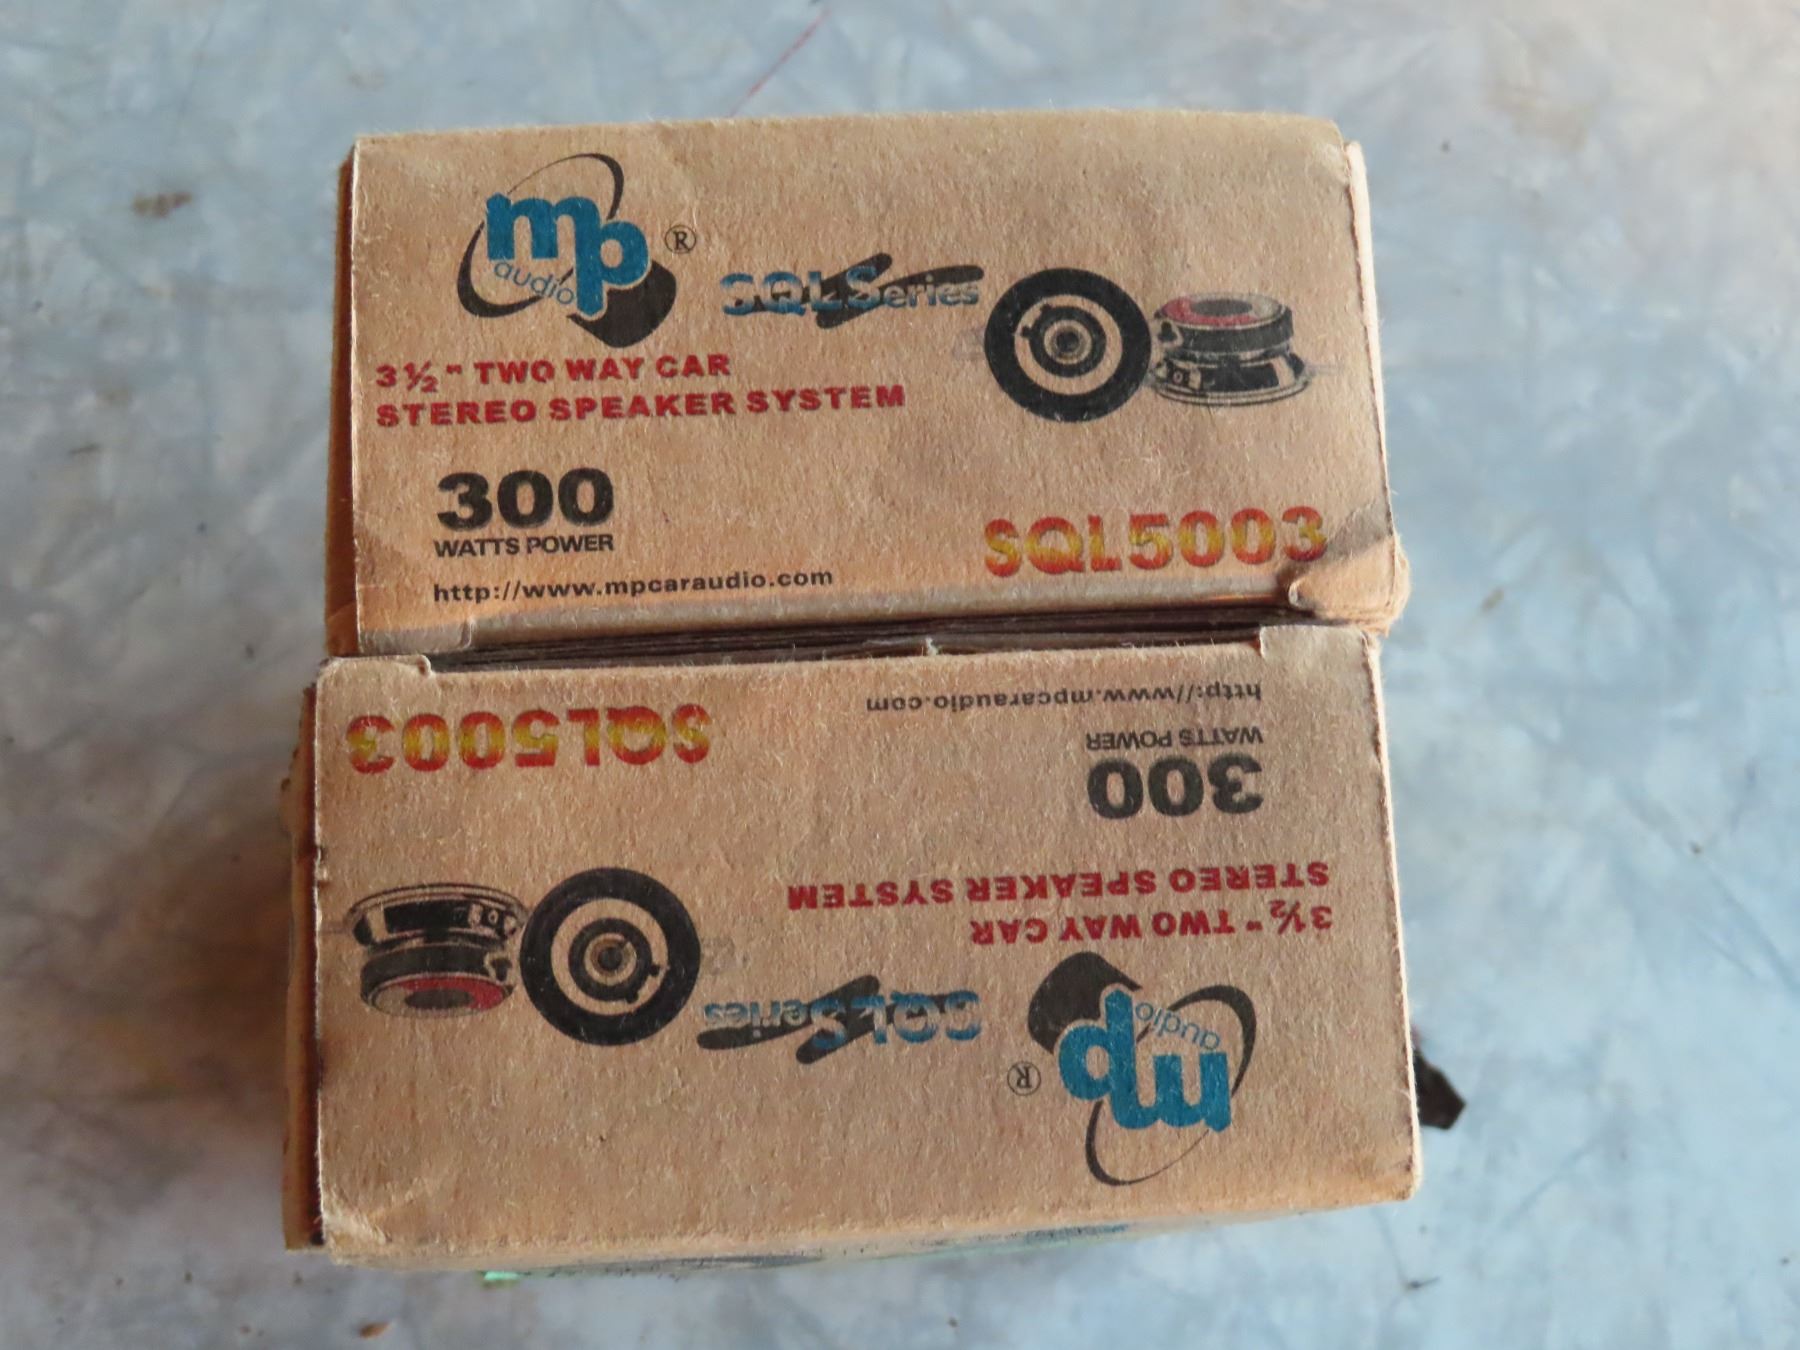 mp
audio
®
SQL Series
3½" TWO WAY CAR
STEREO SPEAKER SYSTEM
300
WATTS POWER
http://www.mpcaraudio.com
SQL5003
mp
audio
®
SQL Series
3½" TWO WAY CAR
STEREO SPEAKER SYSTEM
300
WATTS POWER
http://www.mpcaraudio.com
SQL5003